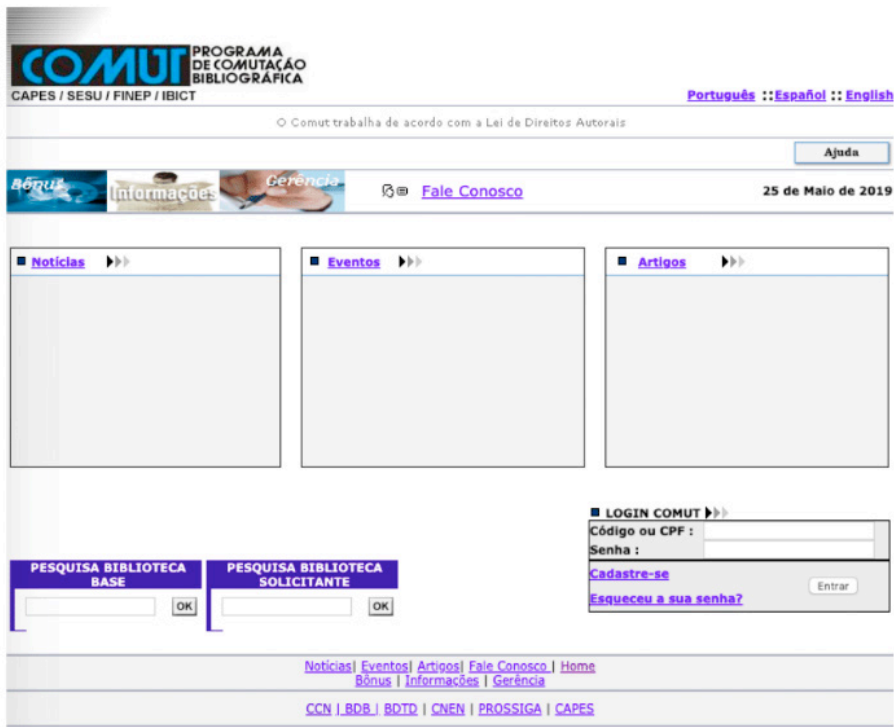 COMUT PROGRAMA
DE COMUTAÇÃO
BIBLIOGRÁFICA
CAPES / SESU / FINEP / IBICT
Português :: Español :: English
O Comut trabalha de acordo com a Lei de Direitos Autorais
Ajuda
Bônus Informações Gerência Fale Conosco 25 de Maio de 2019
Notícias Eventos Artigos
LOGIN COMUT
Código ou CPF :
Senha :
Cadastre-se
Entrar
Esqueceu a sua senha?
PESQUISA BIBLIOTECA
BASE
OK
PESQUISA BIBLIOTECA
SOLICITANTE
OK
Notícias| Eventos| Artigos| Fale Conosco | Home
Bônus | Informações | Gerência
CCN | BDB | BDTD | CNEN | PROSSIGA | CAPES